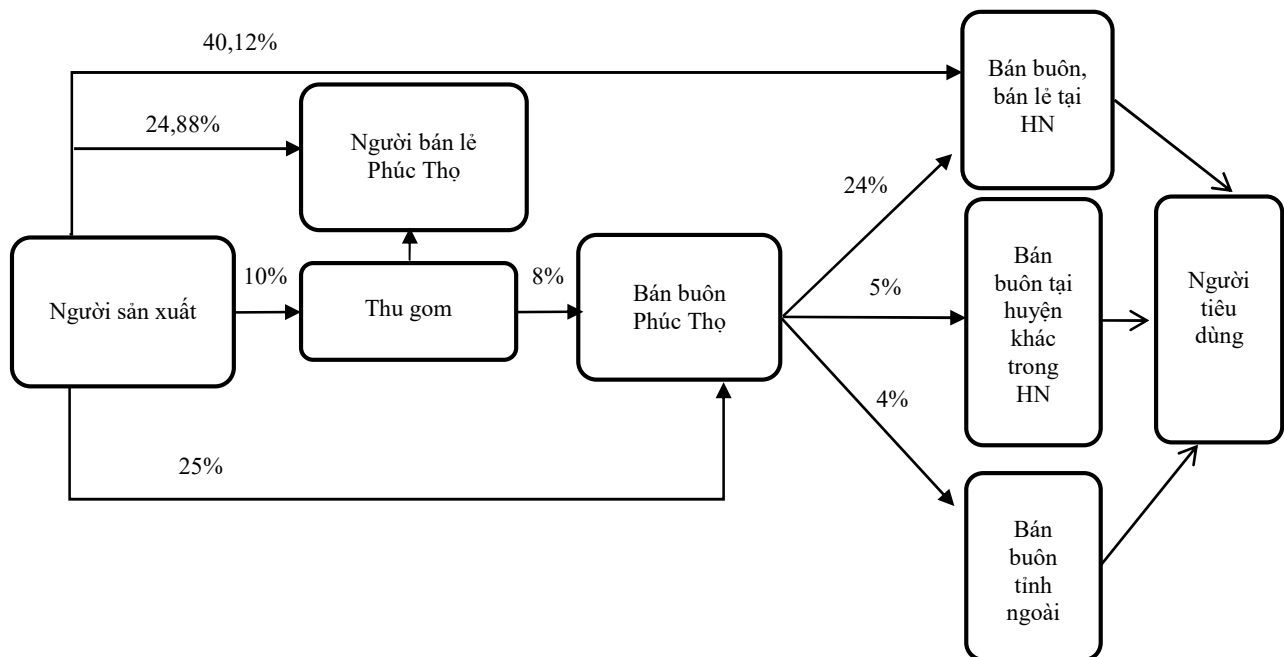 40,12%
Bán buôn,
bán lẻ tại
HN
24,88%
Người bán lẻ
Phúc Thọ
24%
Người sản xuất
10%
Thu gom
8%
Bán buôn
Phúc Thọ
5%
Bán
buôn tại
huyện
khác
trong
HN
Người
tiêu
dùng
4%
25%
Bán
buôn
tỉnh
ngoài